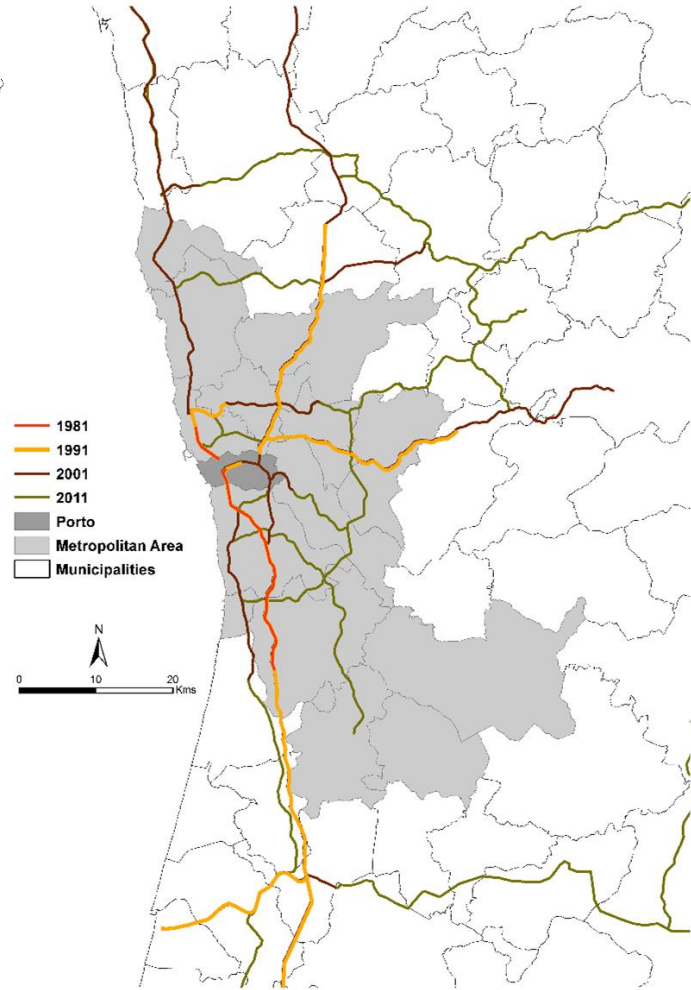 1981
1991
2001
2011
Porto
Metropolitan Area
Municipalities
N
0 10 20
Kms